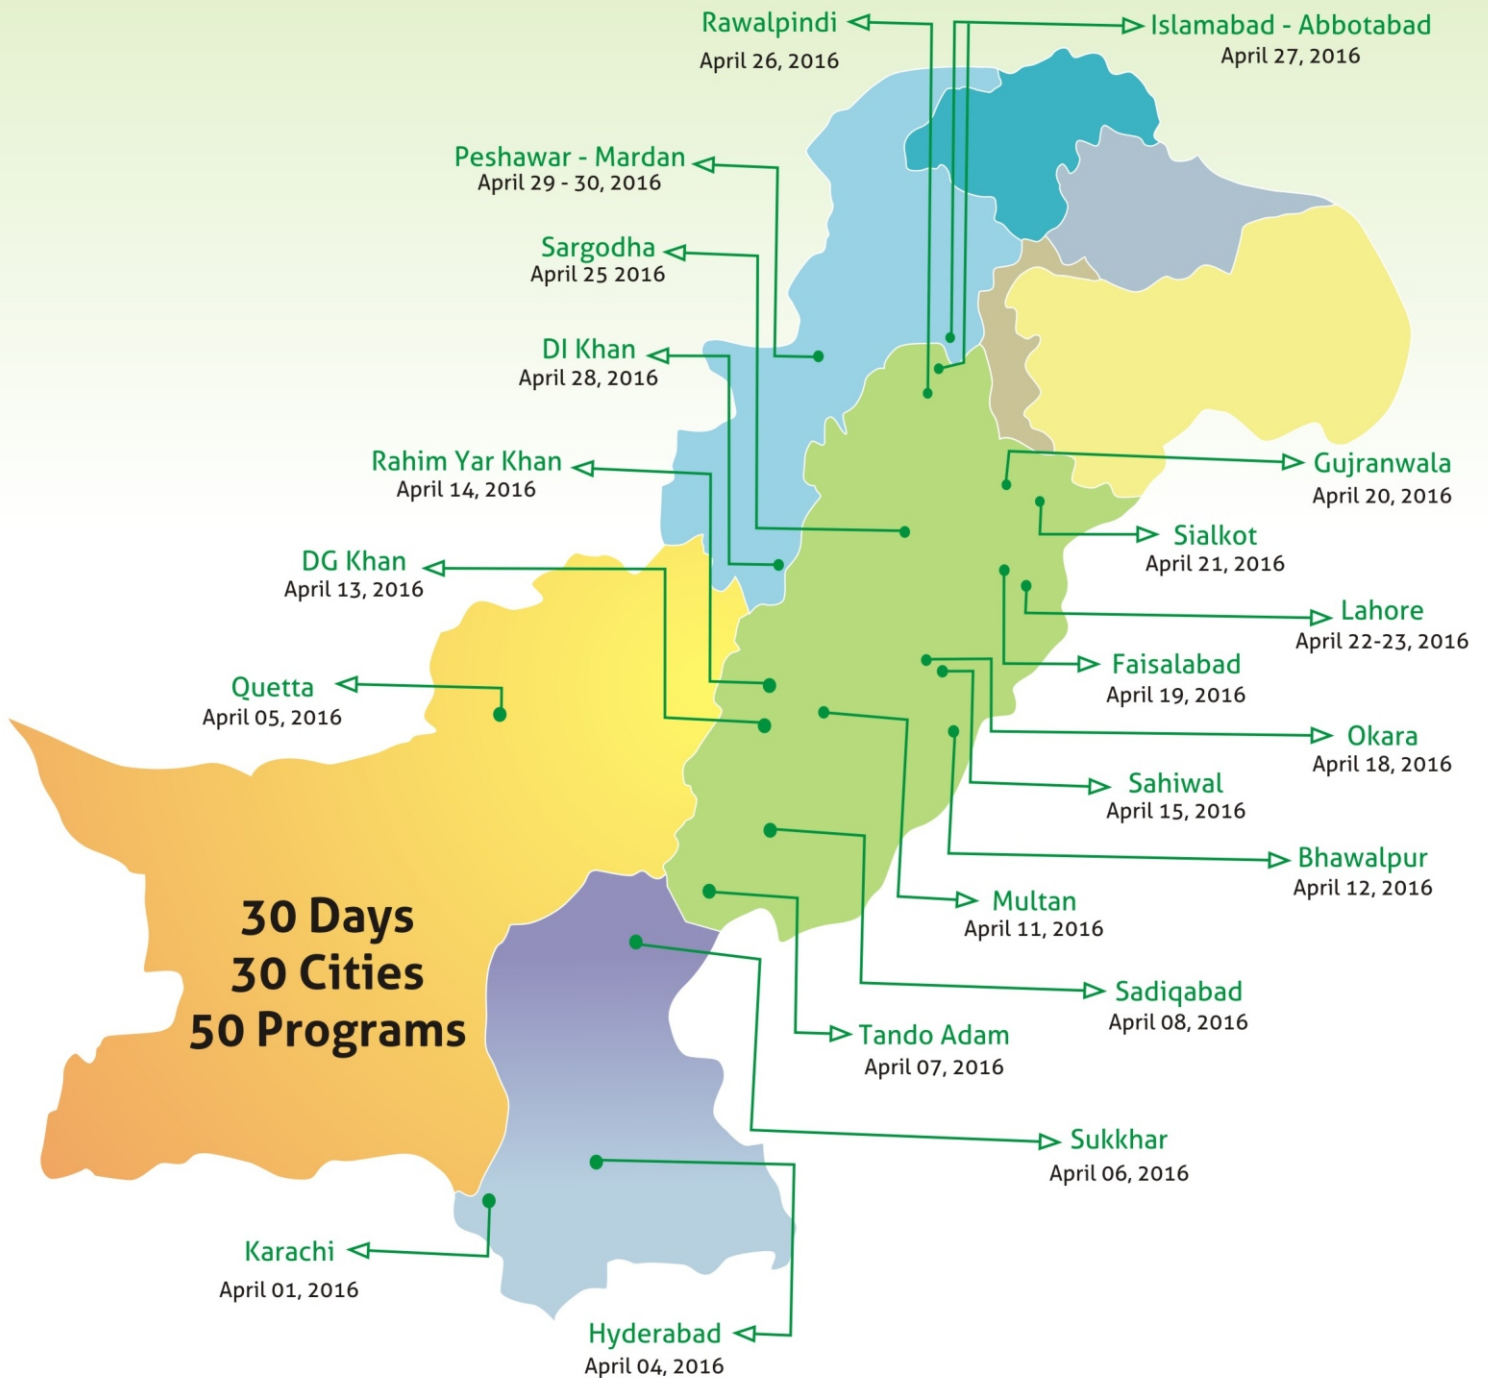 Rawalpindi
April 26, 2016
Islamabad - Abbotabad
April 27, 2016
Peshawar - Mardan
April 29 - 30, 2016
Sargodha
April 25 2016
DI Khan
April 28, 2016
Rahim Yar Khan
April 14, 2016
Gujranwala
April 20, 2016
Sialkot
April 21, 2016
DG Khan
April 13, 2016
Lahore
April 22-23, 2016
Faisalabad
April 19, 2016
Quetta
April 05, 2016
Okara
April 18, 2016
Sahiwal
April 15, 2016
Bhawalpur
April 12, 2016
Multan
April 11, 2016
30 Days
30 Cities
50 Programs
Sadiqabad
April 08, 2016
Tando Adam
April 07, 2016
Sukkhar
April 06, 2016
Karachi
April 01, 2016
Hyderabad
April 04, 2016